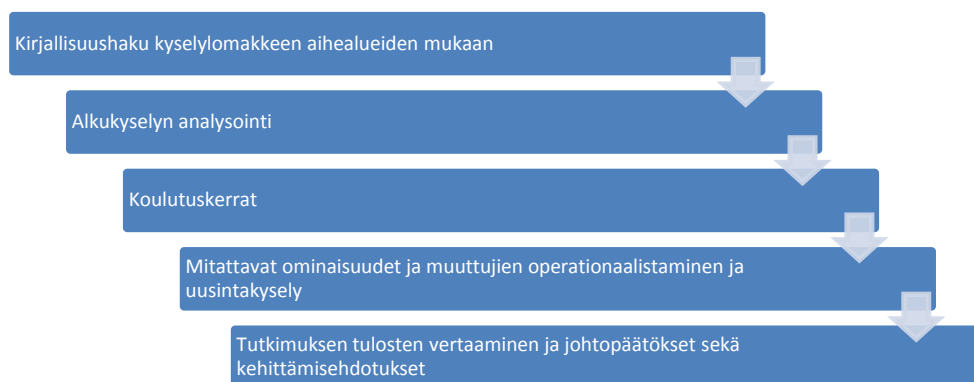 Kirjallisuushaku kyselylomakkeen aihealueiden mukaan
Alkukyselyn analysointi
Koulutuskerrat
Mitattavat ominaisuudet ja muuttujien operationaalistaminen ja
uusintakysely
Tutkimuksen tulosten vertaaminen ja johtopäätökset sekä
kehittämisehdotukset